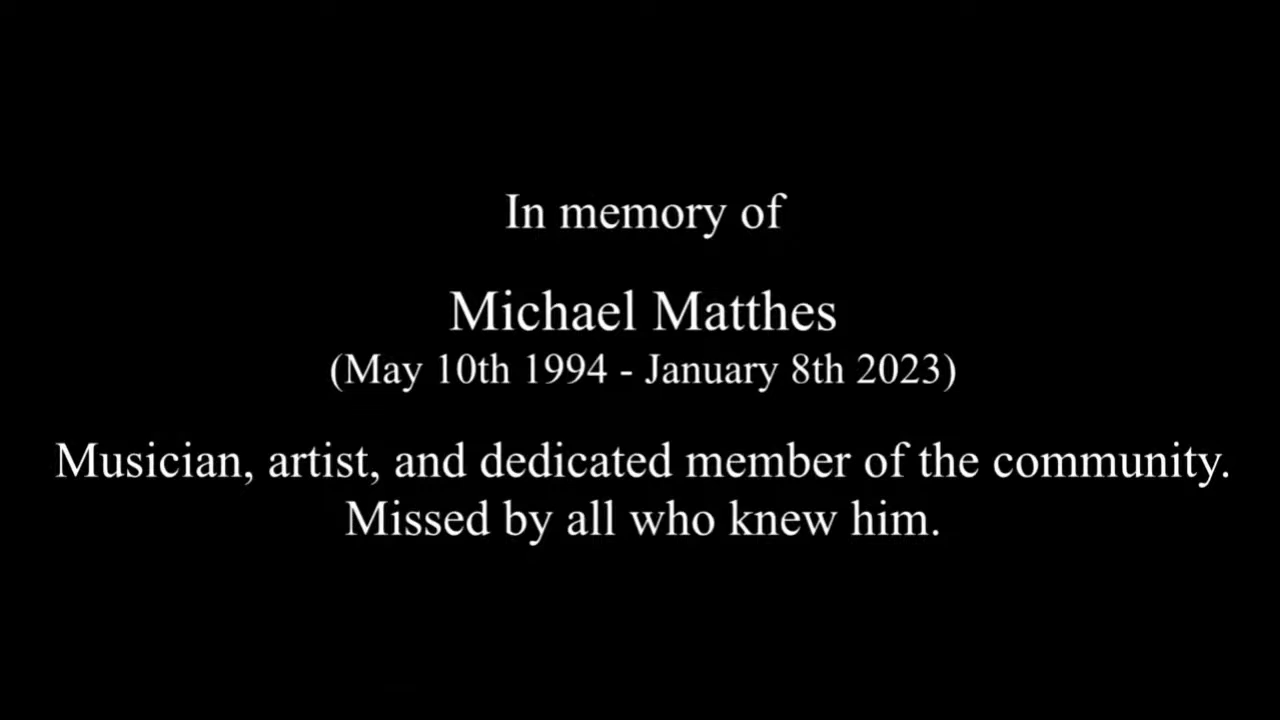 In memory of
Michael Matthes
(May 10th 1994 - January 8th 2023)
Musician, artist, and dedicated member of the community.
Missed by all who knew him.